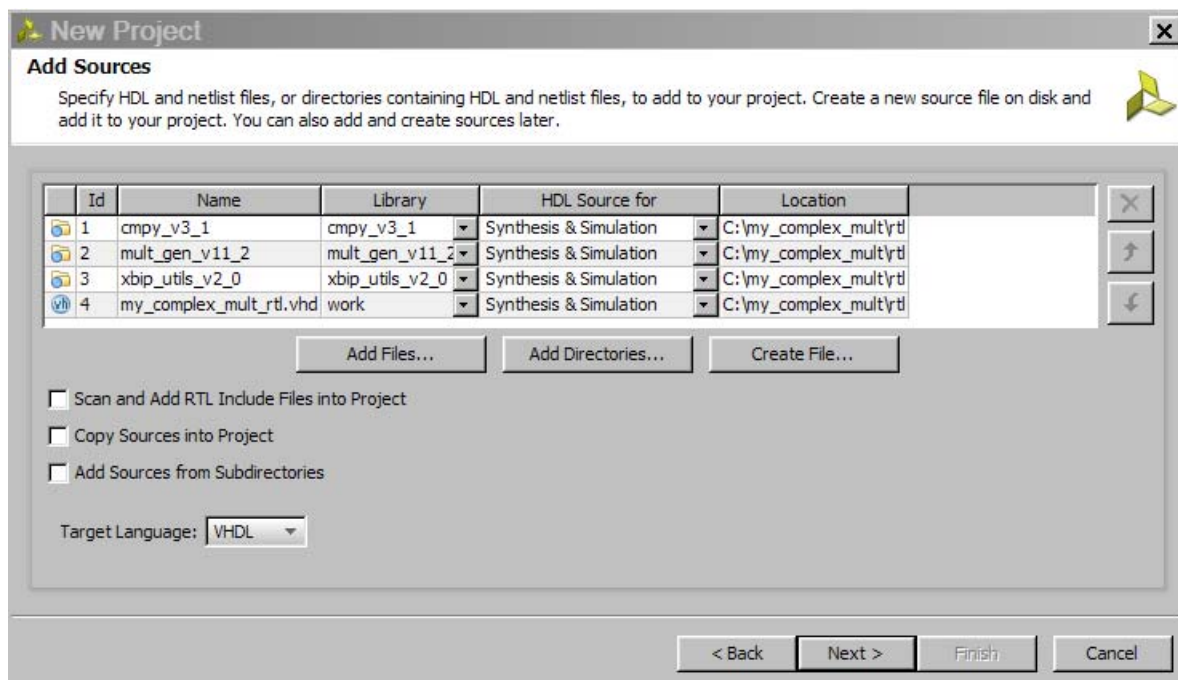 New Project
Add Sources
Specify HDL and netlist files, or directories containing HDL and netlist files, to add to your project. Create a new source file on disk and
add it to your project. You can also add and create sources later.
Id Name Library HDL Source for Location
1 cmpy_v3_1 cmpy_v3_1 Synthesis & Simulation C:\my_complex_mult\rtl
2 mult_gen_v11_2 mult_gen_v11_2 Synthesis & Simulation C:\my_complex_mult\rtl
3 xbip_utils_v2_0 xbip_utils_v2_0 Synthesis & Simulation C:\my_complex_mult\rtl
vh 4 my_complex_mult_rtl.vhd work Synthesis & Simulation C:\my_complex_mult\rtl
Add Files... Add Directories... Create File...
Scan and Add RTL Include Files into Project
Copy Sources into Project
Add Sources from Subdirectories
Target Language: VHDL
< Back Next > Finish Cancel